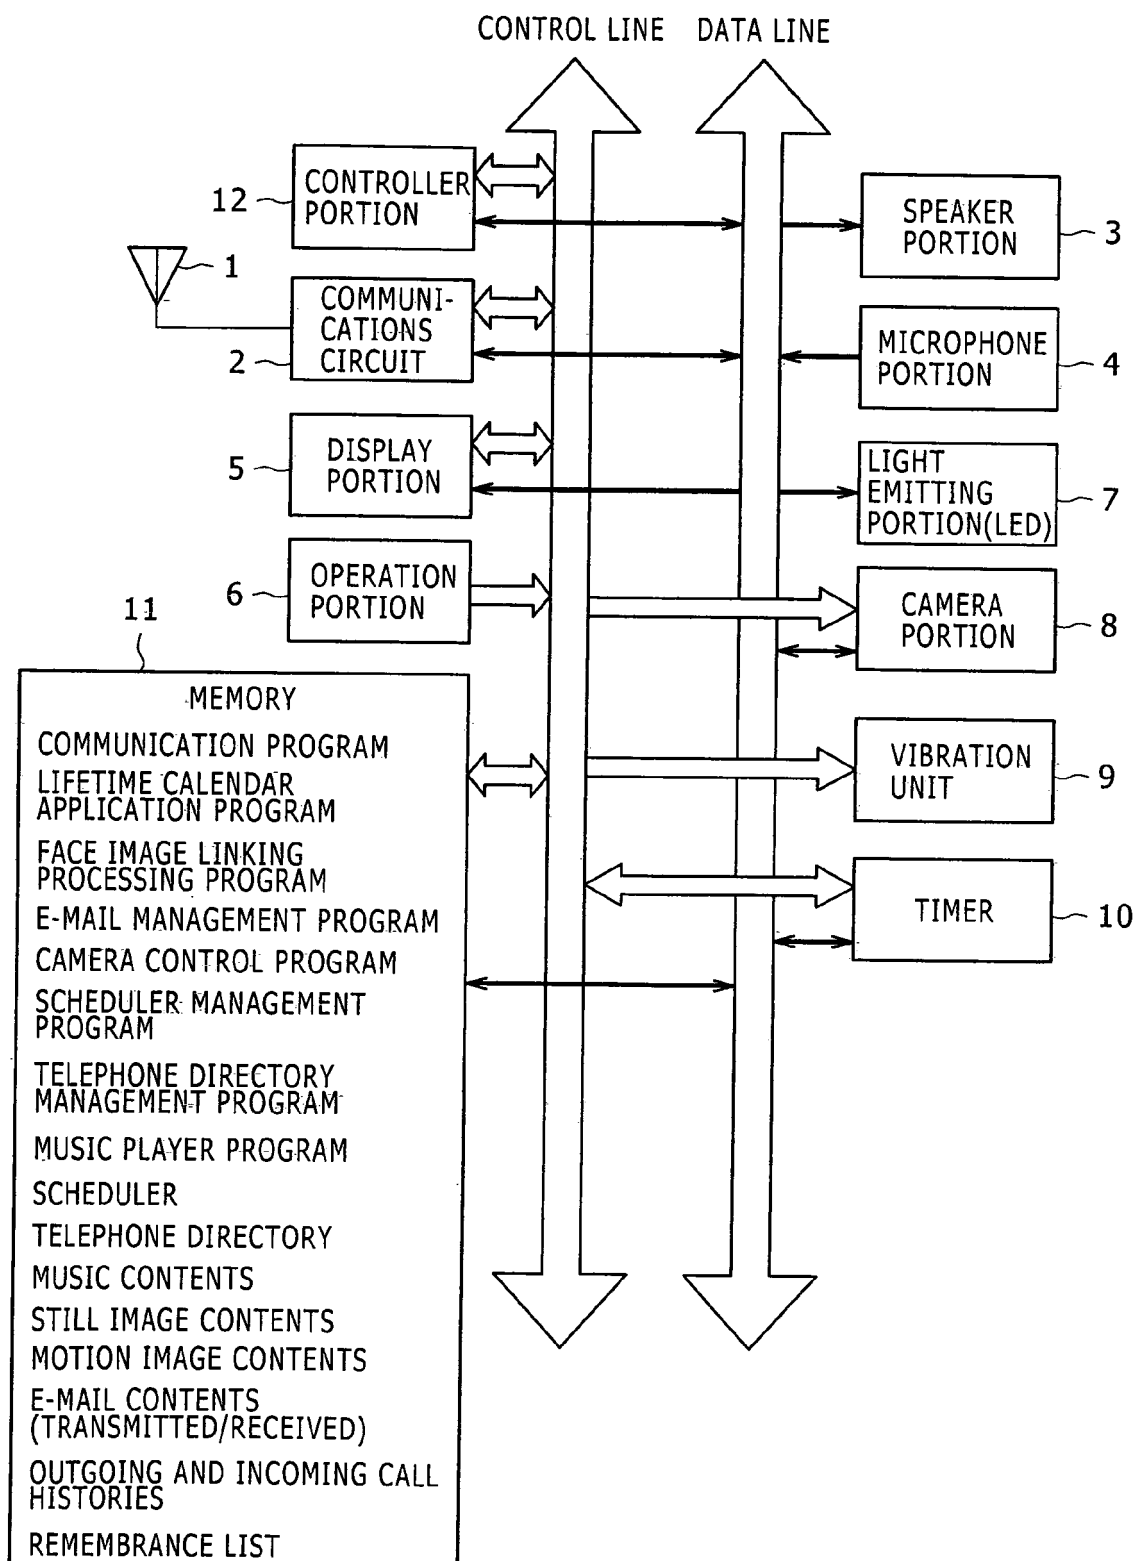 CONTROL LINE DATA LINE
CONTROLLER
PORTION
12
SPEAKER
PORTION
3
1
COMMUNI-
CATIONS
CIRCUIT
2
MICROPHONE
PORTION
4
DISPLAY
PORTION
5
LIGHT
EMITTING
PORTION(LED)
7
OPERATION
PORTION
6
CAMERA
PORTION
8
11
MEMORY
COMMUNICATION PROGRAM
LIFETIME CALENDAR
APPLICATION PROGRAM
FACE IMAGE LINKING
PROCESSING PROGRAM
E-MAIL MANAGEMENT PROGRAM
CAMERA CONTROL PROGRAM
SCHEDULER MANAGEMENT
PROGRAM
TELEPHONE DIRECTORY
MANAGEMENT PROGRAM
MUSIC PLAYER PROGRAM
SCHEDULER
TELEPHONE DIRECTORY
MUSIC CONTENTS
STILL IMAGE CONTENTS
MOTION IMAGE CONTENTS
E-MAIL CONTENTS
(TRANSMITTED/RECEIVED)
OUTGOING AND INCOMING CALL
HISTORIES
REMEMBRANCE LIST
VIBRATION
UNIT
9
TIMER
10